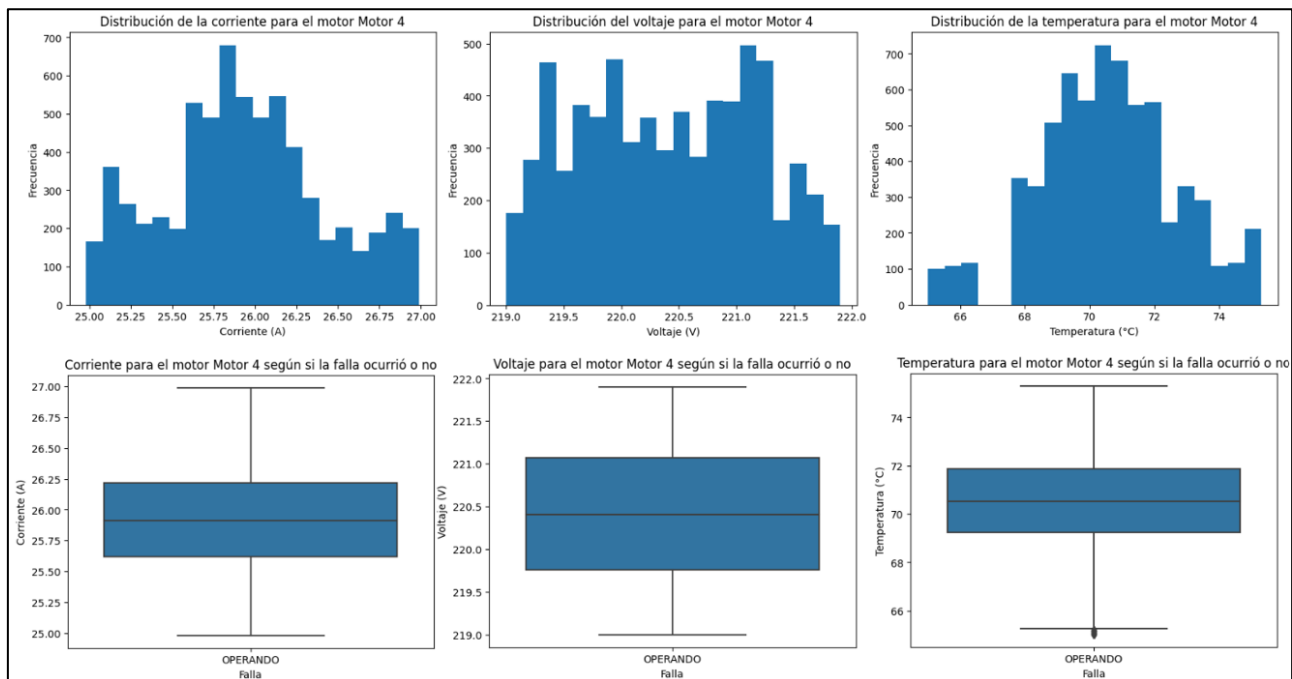 Distribución de la corriente para el motor Motor 4
700
600
500
400
300
200
100
0
Frecuencia
25.00 25.25 25.50 25.75 26.00 26.25 26.50 26.75 27.00
Corriente (A)
Distribución del voltaje para el motor Motor 4
500
400
300
200
100
0
Frecuencia
219.0 219.5 220.0 220.5 221.0 221.5 222.0
Voltaje (V)
Distribución de la temperatura para el motor Motor 4
700
600
500
400
300
200
100
0
Frecuencia
66 68 70 72 74
Temperatura (°C)
Corriente para el motor Motor 4 según si la falla ocurrió o no
27.00
26.75
26.50
26.25
26.00
25.75
25.50
25.25
25.00
Corriente (A)
OPERANDO
Falla
Voltaje para el motor Motor 4 según si la falla ocurrió o no
222.0
221.5
221.0
220.5
220.0
219.5
219.0
Voltaje (V)
OPERANDO
Falla
Temperatura para el motor Motor 4 según si la falla ocurrió o no
74
72
70
68
66
Temperatura (°C)
OPERANDO
Falla